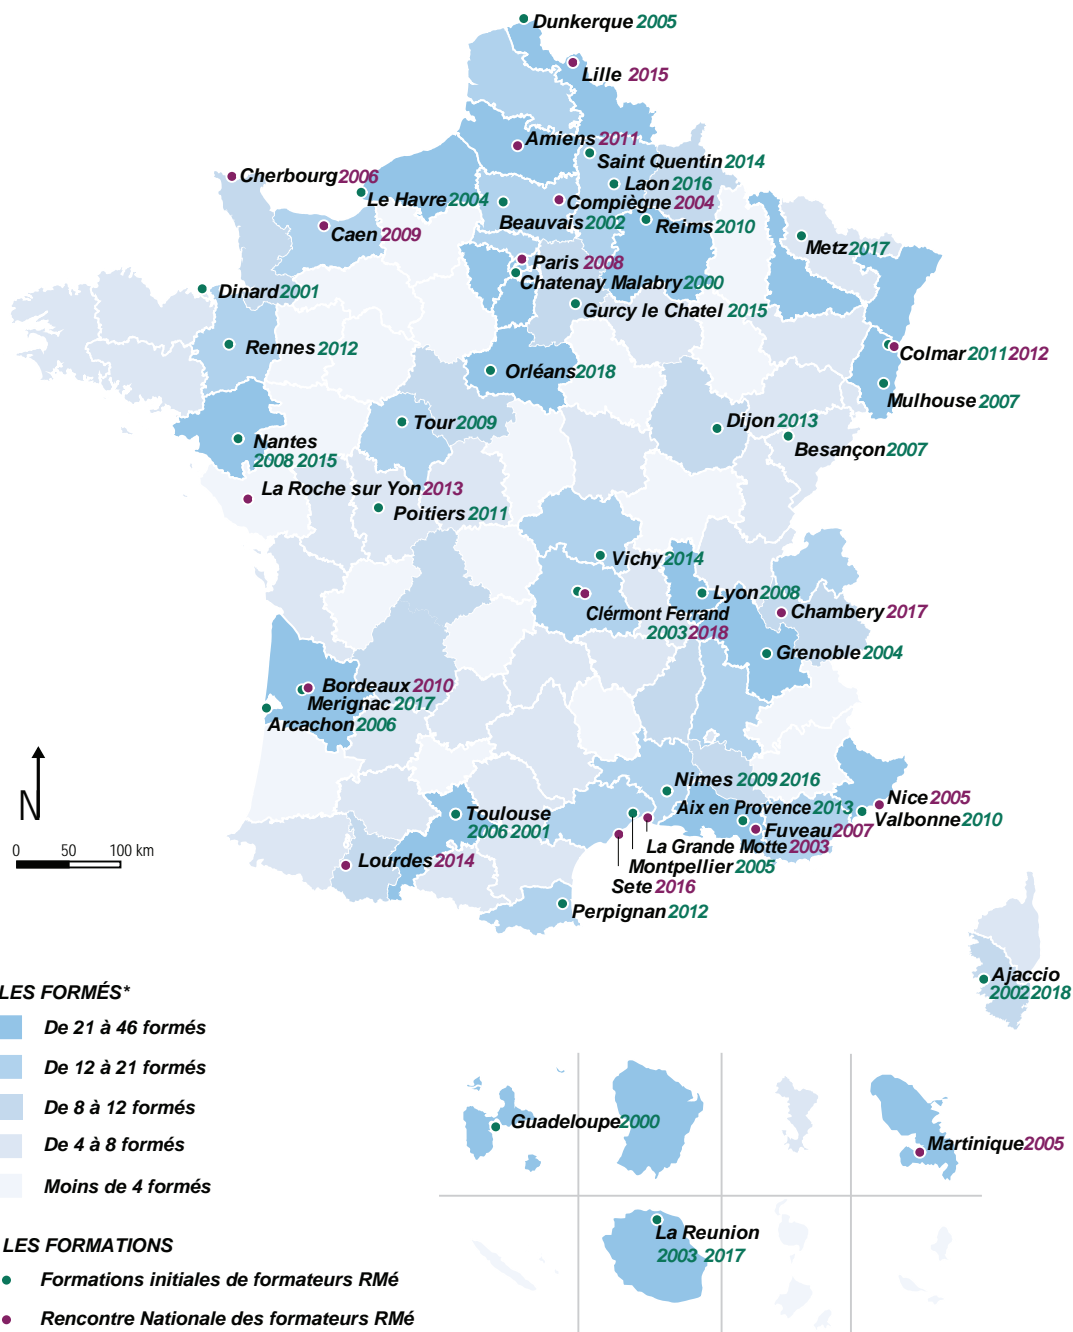 Dunkerque 2005
Lille 2015
Amiens 2011
Saint Quentin 2014
Cherbourg 2006
Laon 2016
Le Havre 2004
Compiègne 2004
Beauvais 2002
Reims 2010
Caen 2009
Metz 2017
Paris 2008
Chatenay Malabry 2000
Dinard 2001
Gurcy le Chatel 2015
Rennes 2012
Colmar 2011 2012
Orléans 2018
Mulhouse 2007
Tour 2009
Dijon 2013
Nantes
2008 2015
Besançon 2007
La Roche sur Yon 2013
Poitiers 2011
Vichy 2014
Lyon 2008
Clérmont Ferrand
2003 2018
Chambery 2017
Grenoble 2004
Bordeaux 2010
Merignac 2017
Arcachon 2006
N
0 50 100 km
Nimes 2009 2016
Nice 2005
Aix en Provence 2013
Valbonne 2010
Toulouse
2006 2001
Fuveau 2007
La Grande Motte 2003
Lourdes 2014
Montpellier 2005
Sete 2016
Perpignan 2012
Ajaccio
2002 2018
LES FORMÉS*
De 21 à 46 formés
De 12 à 21 formés
De 8 à 12 formés
De 4 à 8 formés
Moins de 4 formés
Guadeloupe 2000
Martinique 2005
La Reunion
2003 2017
LES FORMATIONS
Formations initiales de formateurs RMé
Rencontre Nationale des formateurs RMé